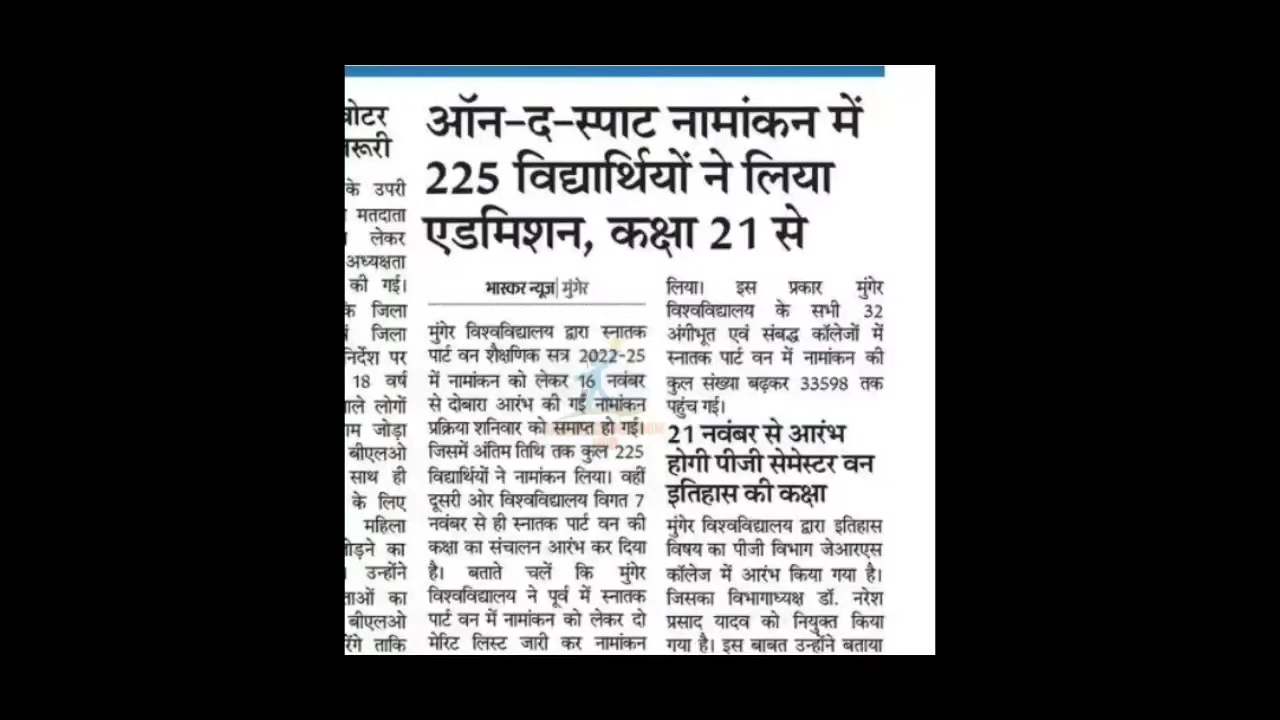 वोटर
जरूरी
के उपरी
मतदाता
लेकर
अध्यक्षता
की गई।
के जिला
जिला
निर्देश पर
18 वर्ष
वाले लोगों
जोड़ा
बीएलओ
साथ ही
के लिए
महिला
जोड़ने का
उन्होंने
का
बीएलओ
ताकि
ऑन-द-स्पाट नामांकन में
225 विद्यार्थियों ने लिया
एडमिशन, कक्षा 21 से
भास्कर न्यूज | मुंगेर
मुंगेर विश्वविद्यालय द्वारा स्नातक
पार्ट वन शैक्षणिक सत्र 2022-25
में नामांकन को लेकर 16 नवंबर
से दोबारा आरंभ की गई नामांकन
प्रक्रिया शनिवार को समाप्त हो गई।
जिसमें अंतिम तिथि तक कुल 225
विद्यार्थियों ने नामांकन लिया। वहीं
दूसरी ओर विश्वविद्यालय विगत 7
नवंबर से ही स्नातक पार्ट वन की
कक्षा का संचालन आरंभ कर दिया
है। बताते चलें कि मुंगेर
विश्वविद्यालय ने पूर्व में स्नातक
पार्ट वन में नामांकन को लेकर दो
मेरिट लिस्ट जारी कर नामांकन
लिया। इस प्रकार मुंगेर
विश्वविद्यालय के सभी 32
अंगीभूत एवं संबद्ध कॉलेजों में
स्नातक पार्ट वन में नामांकन की
कुल संख्या बढ़कर 33598 तक
पहुंच गई।
21 नवंबर से आरंभ
होगी पीजी सेमेस्टर वन
इतिहास की कक्षा
मुंगेर विश्वविद्यालय द्वारा इतिहास
विषय का पीजी विभाग जेआरएस
कॉलेज में आरंभ किया गया है।
जिसका विभागाध्यक्ष डॉ. नरेश
प्रसाद यादव को नियुक्त किया
गया है। इस बाबत उन्होंने बताया